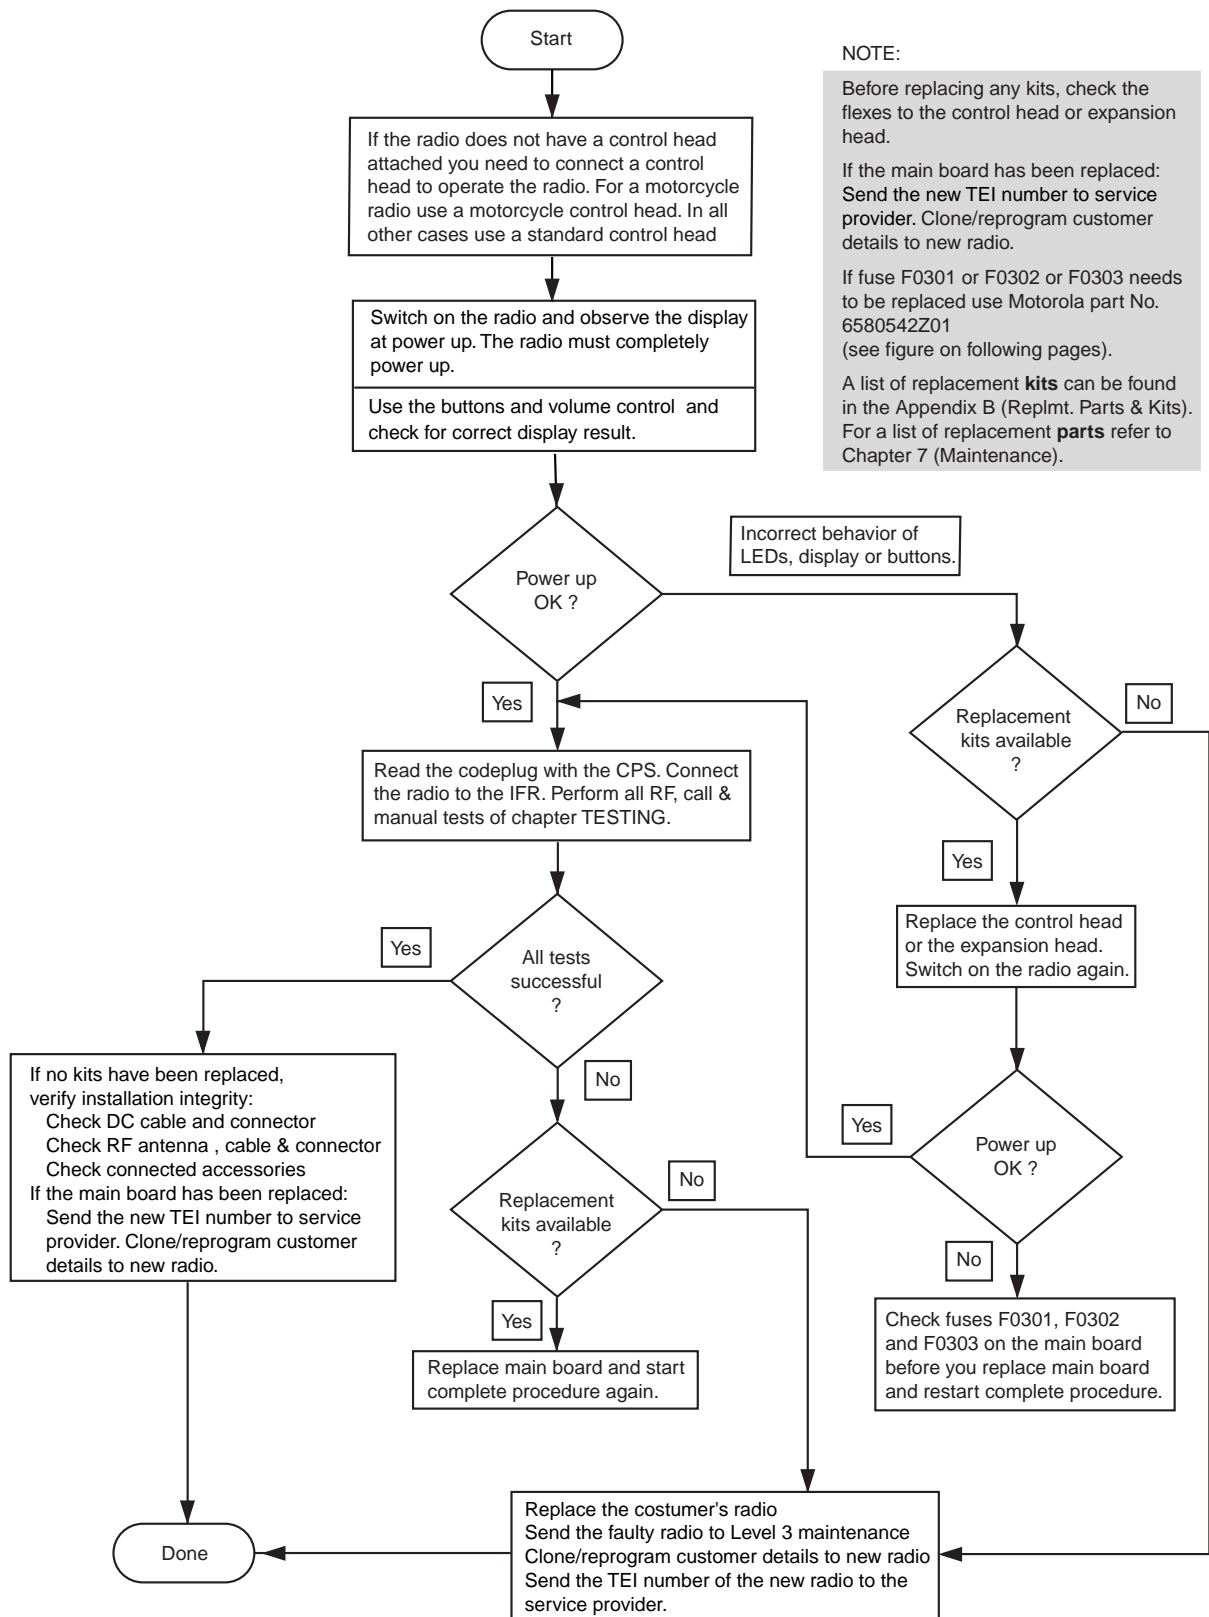 Start
NOTE:
Before replacing any kits, check the
flexes to the control head or expansion
head.
If the main board has been replaced:
Send the new TEI number to service
provider. Clone/reprogram customer
details to new radio.
If fuse F0301 or F0302 or F0303 needs
to be replaced use Motorola part No.
6580542Z01
(see figure on following pages).
A list of replacement kits can be found
in the Appendix B (Replmt. Parts & Kits).
For a list of replacement parts refer to
Chapter 7 (Maintenance).
If the radio does not have a control head
attached you need to connect a control
head to operate the radio. For a motorcycle
radio use a motorcycle control head. In all
other cases use a standard control head
Switch on the radio and observe the display
at power up. The radio must completely
power up.
Use the buttons and volume control and
check for correct display result.
Power up
OK ?
Incorrect behavior of
LEDs, display or buttons.
Yes
Replacement
kits available
?
No
Read the codeplug with the CPS. Connect
the radio to the IFR. Perform all RF, call &
manual tests of chapter TESTING.
Yes
Replace the control head
or the expansion head.
Switch on the radio again.
Yes
All tests
successful
?
No
If no kits have been replaced,
verify installation integrity:
Check DC cable and connector
Check RF antenna , cable & connector
Check connected accessories
If the main board has been replaced:
Send the new TEI number to service
provider. Clone/reprogram customer
details to new radio.
Yes
Power up
OK ?
No
Replacement
kits available
?
No
Yes
Check fuses F0301, F0302
and F0303 on the main board
before you replace main board
and restart complete procedure.
Replace main board and start
complete procedure again.
Replace the costumer's radio
Send the faulty radio to Level 3 maintenance
Clone/reprogram customer details to new radio
Send the TEI number of the new radio to the
service provider.
Done